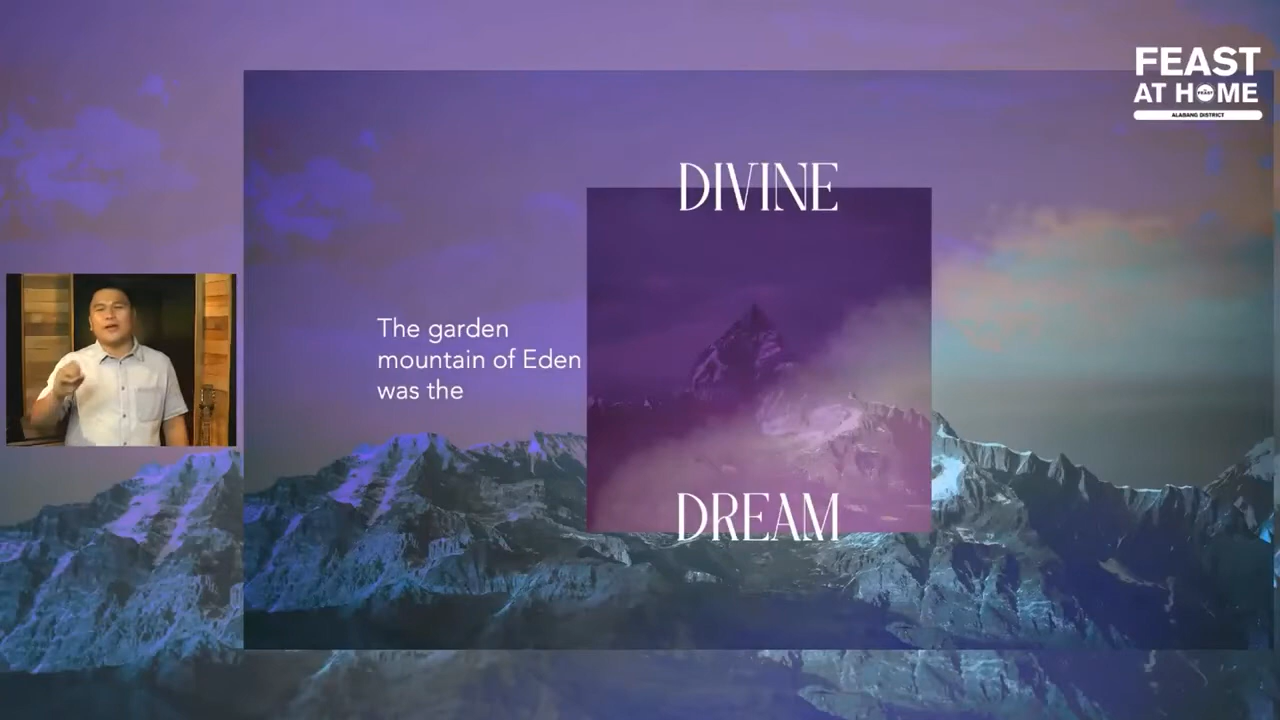 FEAST
AT HOME
ALABANG DISTRICT
DIVINE
The garden
mountain of Eden
was the
DREAM